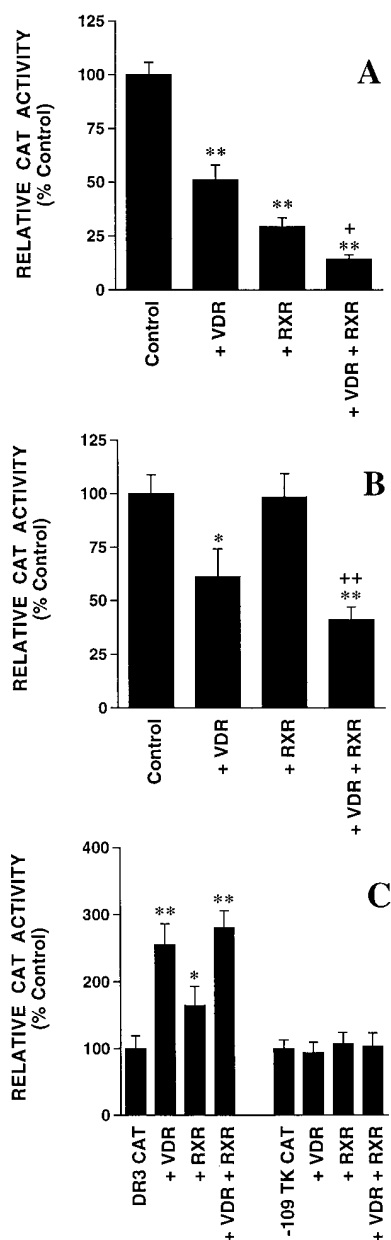 A
RELATIVE CAT ACTIVITY
(% Control)
125
100
75
50
25
0
**
**
+
**
Control
+ VDR
+ RXR
+ VDR + RXR
B
RELATIVE CAT ACTIVITY
(% Control)
125
100
75
50
25
0
*
++
**
Control
+ VDR
+ RXR
+ VDR + RXR
C
RELATIVE CAT ACTIVITY
(% Control)
400
300
200
100
0
**
*
**
DR3 CAT
+ VDR
+ RXR
+ VDR + RXR
-109 TK CAT
+ VDR
+ RXR
+ VDR + RXR